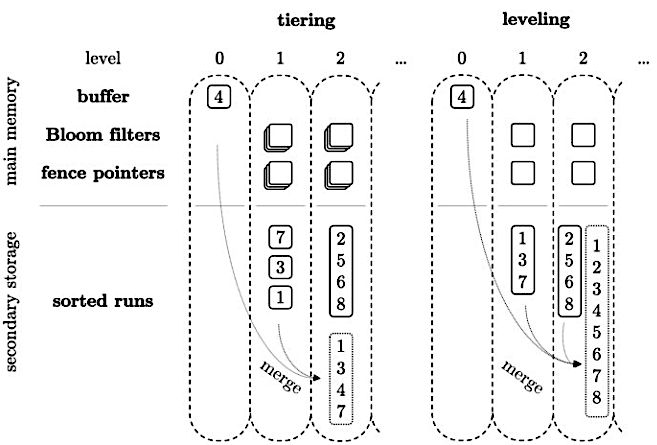 tiering leveling
level 0 1 2 ... 0 1 2 ...
main memory
buffer 4 4
Bloom filters
fence pointers
secondary storage
sorted runs
7
3
1
2
5
6
8
1
3
4
7
merge
1
3
7
2
5
6
8
1
2
3
4
5
6
7
8
merge